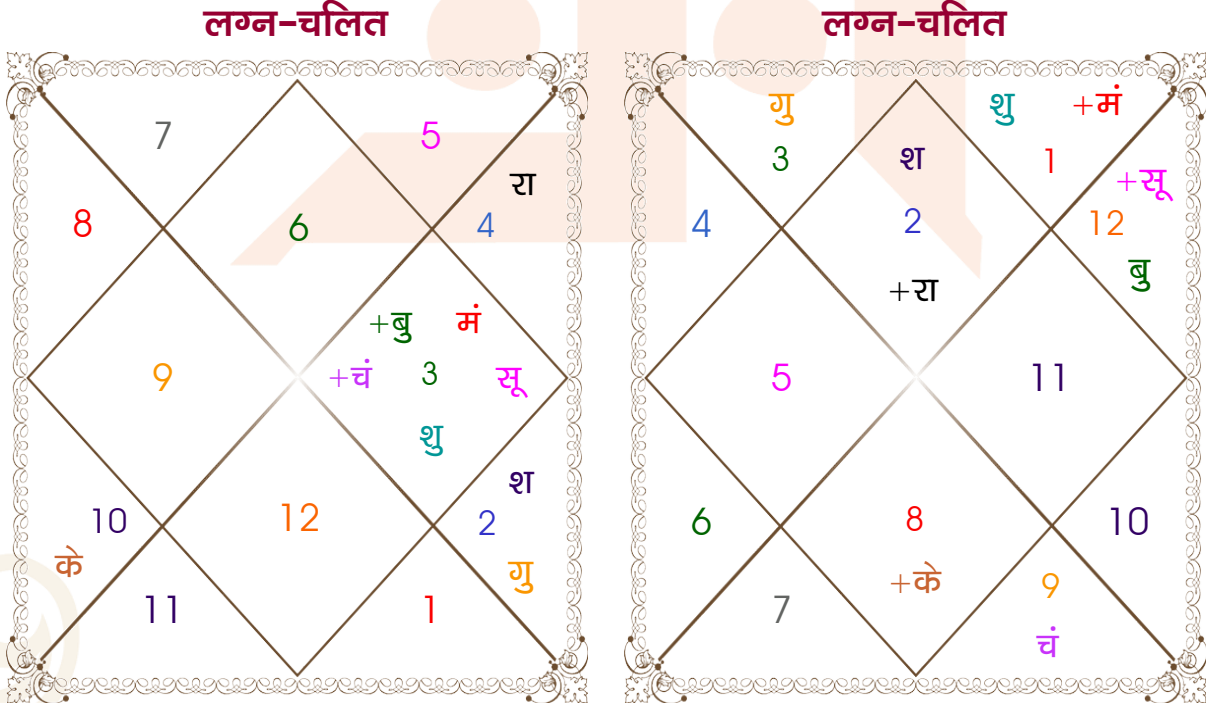 लग्न-चलित
7
5
रा
8
6
4
+बु मं
9
+चं 3 सू
शु
श
10
12
2
के
गु
11
1
लग्न-चलित
गु
शु +मं
3
श
1
+सू
4
2
12
बु
+रा
5
11
6
8
10
+के
9
7
चं